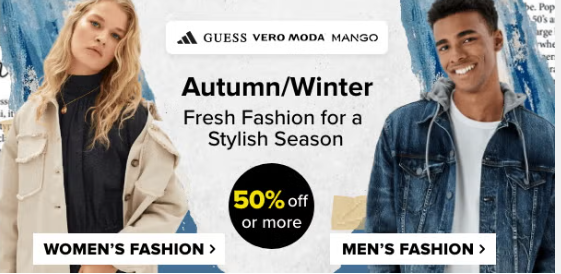 GUESS VERO MODA MANGO
Autumn/Winter
Fresh Fashion for a
Stylish Season
50% off
or more
WOMEN'S FASHION >
MEN'S FASHION >